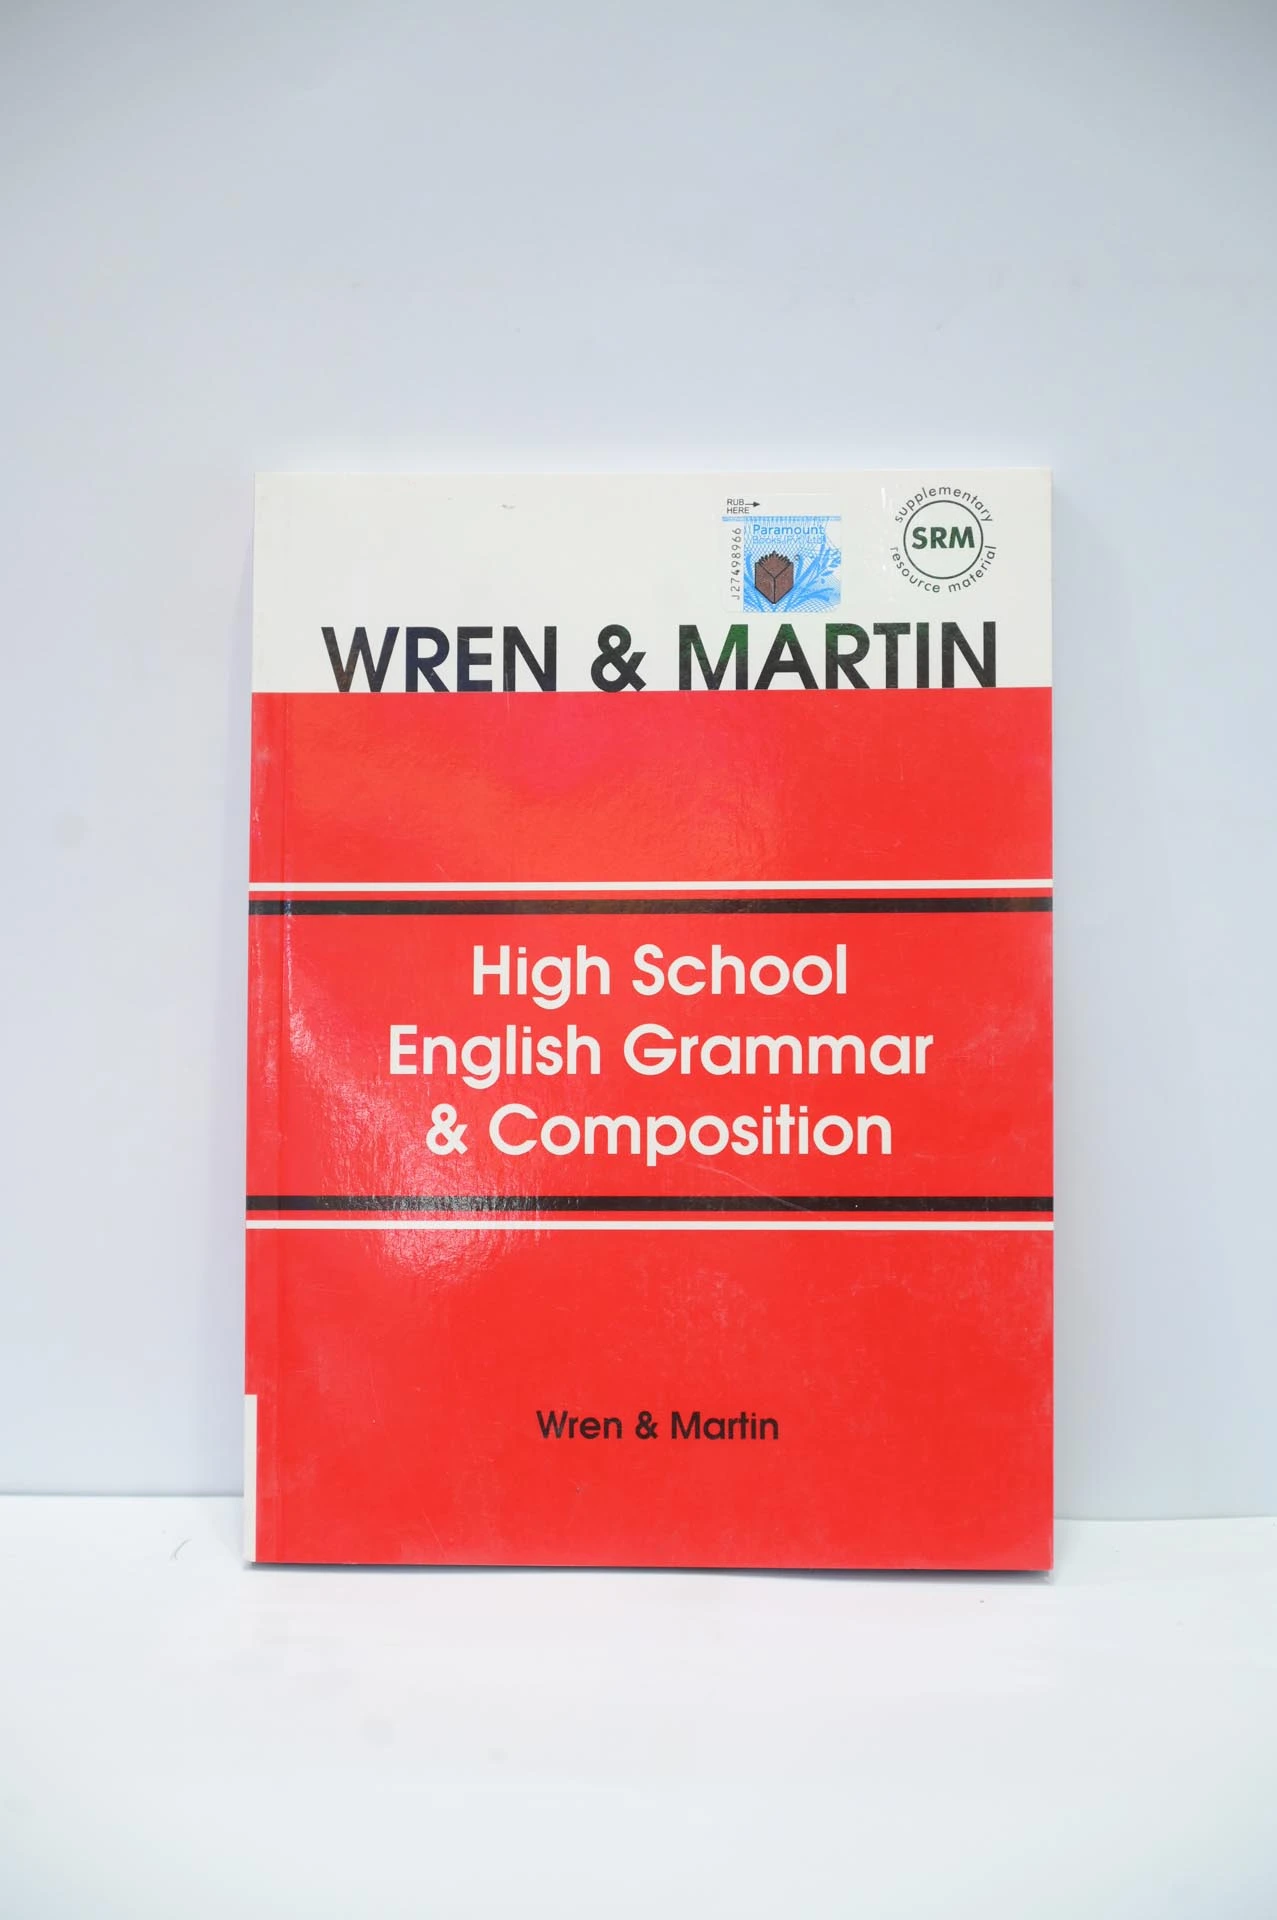 RUB
HERE
Paramount
Books (Pvt) Ltd
J27498966
supplementary
SRM
resource material
WREN & MARTIN
High School
English Grammar
& Composition
Wren & Martin